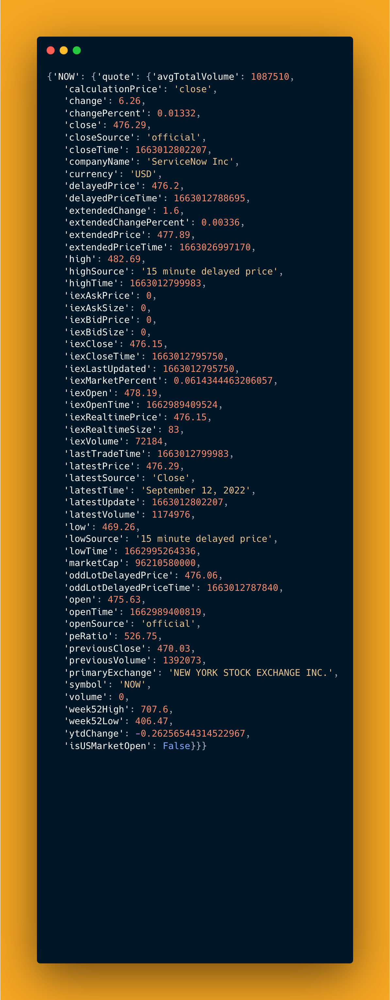 {'NOW': {'quote': {'avgTotalVolume': 1087510,
'calculationPrice': 'close',
'change': 6.26,
'changePercent': 0.01332,
'close': 476.29,
'closeSource': 'official',
'closeTime': 1663012802207,
'companyName': 'ServiceNow Inc',
'currency': 'USD',
'delayedPrice': 476.2,
'delayedPriceTime': 1663012788695,
'extendedChange': 1.6,
'extendedChangePercent': 0.00336,
'extendedPrice': 477.89,
'extendedPriceTime': 1663026997170,
'high': 482.69,
'highSource': '15 minute delayed price',
'highTime': 1663012799983,
'iexAskPrice': 0,
'iexAskSize': 0,
'iexBidPrice': 0,
'iexBidSize': 0,
'iexClose': 476.15,
'iexCloseTime': 1663012795750,
'iexLastUpdated': 1663012795750,
'iexMarketPercent': 0.0614344463206057,
'iexOpen': 478.19,
'iexOpenTime': 1662989409524,
'iexRealtimePrice': 476.15,
'iexRealtimeSize': 83,
'iexVolume': 72184,
'lastTradeTime': 1663012799983,
'latestPrice': 476.29,
'latestSource': 'Close',
'latestTime': 'September 12, 2022',
'latestUpdate': 1663012802207,
'latestVolume': 1174976,
'low': 469.26,
'lowSource': '15 minute delayed price',
'lowTime': 1662995264336,
'marketCap': 96210580000,
'oddLotDelayedPrice': 476.06,
'oddLotDelayedPriceTime': 1663012787840,
'open': 475.63,
'openTime': 1662989400819,
'openSource': 'official',
'peRatio': 526.75,
'previousClose': 470.03,
'previousVolume': 1392073,
'primaryExchange': 'NEW YORK STOCK EXCHANGE INC.',
'symbol': 'NOW',
'volume': 0,
'week52High': 707.6,
'week52Low': 406.47,
'ytdChange': -0.26256544314522967,
'isUSMarketOpen': False}}}